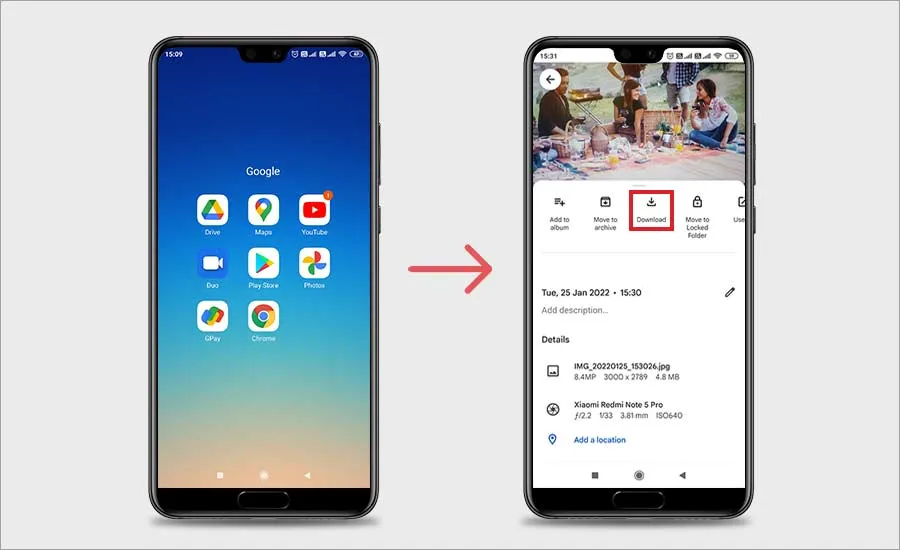 15:09
Google
Drive
Maps
YouTube
1
Duo
Play Store
Photos
GPay
Chrome
15:31
Add to
album
Move to
archive
Download
Move to
Locked
Folder
Use
Tue, 25 Jan 2022 • 15:30
Add description...
Details
IMG_20220125_153026.jpg
8.4MP 3000 x 2789 4.8 MB
Xiaomi Redmi Note 5 Pro
ƒ/2.2 1/33 3.81 mm ISO640
Add a location